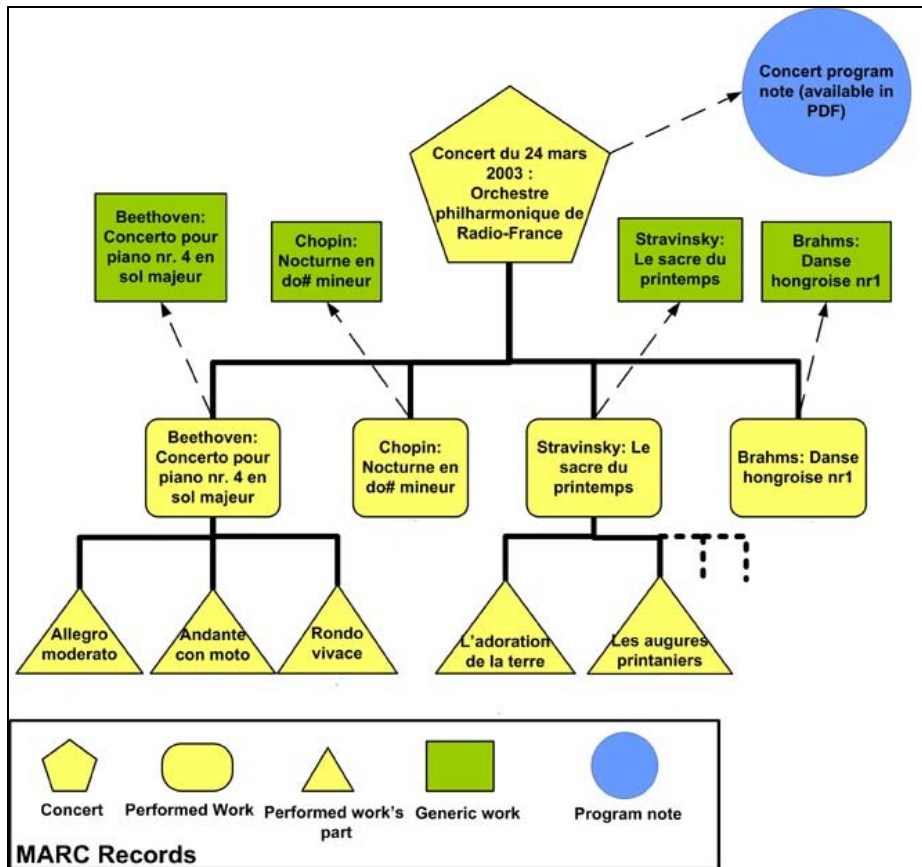 Concert program
note (available in
PDF)
Concert du 24 mars
2003 :
Orchestre
philharmonique de
Radio-France
Beethoven:
Concerto pour
piano nr. 4 en
sol majeur
Chopin:
Nocturne en
do# mineur
Stravinsky:
Le sacre du
printemps
Brahms:
Danse
hongroise nr1
Beethoven:
Concerto pour
piano nr. 4 en
sol majeur
Chopin:
Nocturne en
do# mineur
Stravinsky: Le
sacre du
printemps
Brahms: Danse
hongroise nr1
Allegro
moderato
Andante
con moto
Rondo
vivace
L'adoration
de la terre
Les augures
printaniers
Concert
Performed Work
Performed work's
part
Generic work
Program note
MARC Records